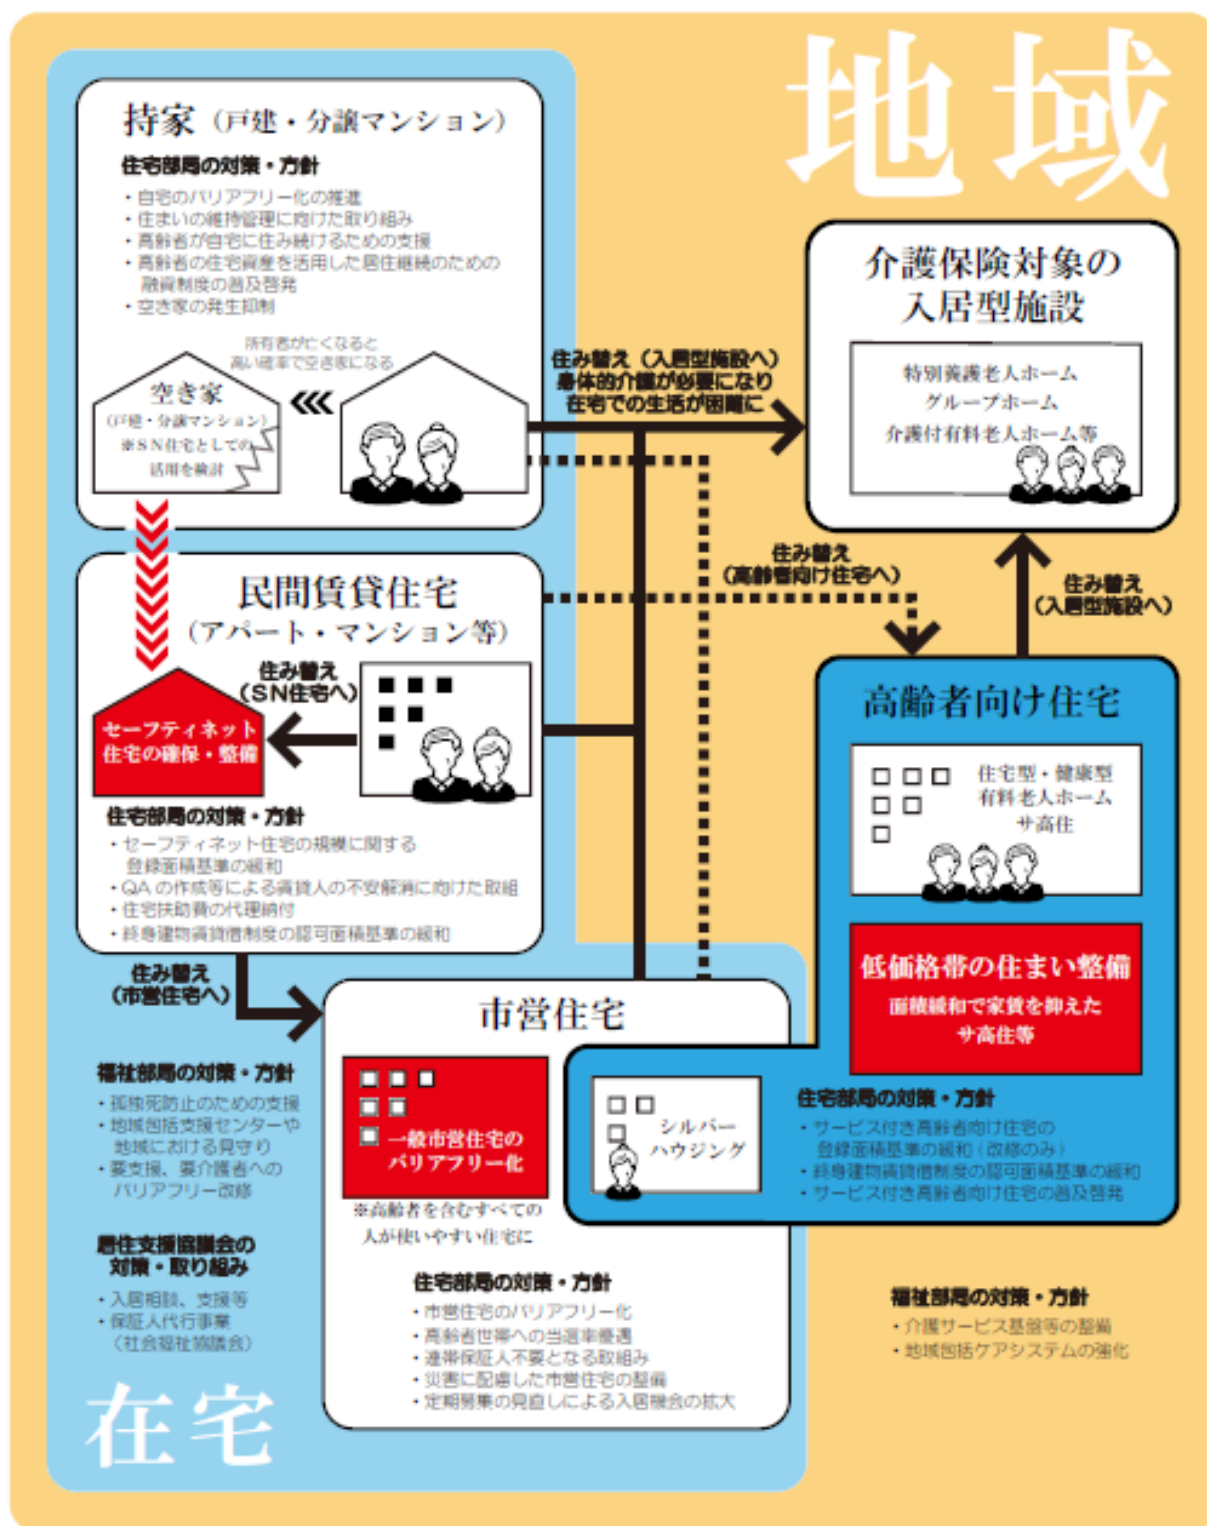 地域
持家（戸建・分譲マンション）
住宅部局の対策・方針
・自宅のバリアフリー化の推進
・住まいの維持管理に向けた取り組み
・高齢者が自宅に住み続けるための支援
・高齢者の住宅資産を活用した居住継続のための
融資制度の普及啓発
・空き家の発生抑制
所有者が亡くなると
高い確率で空き家になる
空き家
（戸建・分譲マンション）
※ＳＮ住宅としての
活用を検討
住み替え（入居型施設へ）
身体的介護が必要になり
在宅での生活が困難に
介護保険対象の
入居型施設
特別養護老人ホーム
グループホーム
介護付有料老人ホーム等
民間賃貸住宅
（アパート・マンション等）
住み替え
（ＳＮ住宅へ）
セーフティネット
住宅の確保・整備
住宅部局の対策・方針
・セーフティネット住宅の規模に関する
登録面積基準の緩和
・QAの作成等による賃貸人の不安解消に向けた取組
・住宅扶助費の代理納付
・終身建物賃貸借制度の認可面積基準の緩和
住み替え
（高齢者向け住宅へ）
住み替え
（入居型施設へ）
高齢者向け住宅
住宅型・健康型
有料老人ホーム
サ高住
低価格帯の住まい整備
面積緩和で家賃を抑えた
サ高住等
住宅部局の対策・方針
・サービス付き高齢者向け住宅の
登録面積基準の緩和（改修のみ）
・終身建物賃貸借制度の認可面積基準の緩和
・サービス付き高齢者向け住宅の普及啓発
住み替え
（市営住宅へ）
市営住宅
一般市営住宅の
バリアフリー化
※高齢者を含むすべての
人が使いやすい住宅に
シルバー
ハウジング
住宅部局の対策・方針
・市営住宅のバリアフリー化
・高齢者世帯への当選率優遇
・連帯保証人不要となる取組み
・災害に配慮した市営住宅の整備
・定期募集の見直しによる入居機会の拡大
福祉部局の対策・方針
・孤独死防止のための支援
・地域包括支援センターや
地域における見守り
・要支援、要介護者への
バリアフリー改修
居住支援協議会の
対策・取り組み
・入居相談、支援等
・保証人代行事業
（社会福祉協議会）
福祉部局の対策・方針
・介護サービス基盤等の整備
・地域包括ケアシステムの強化
在宅